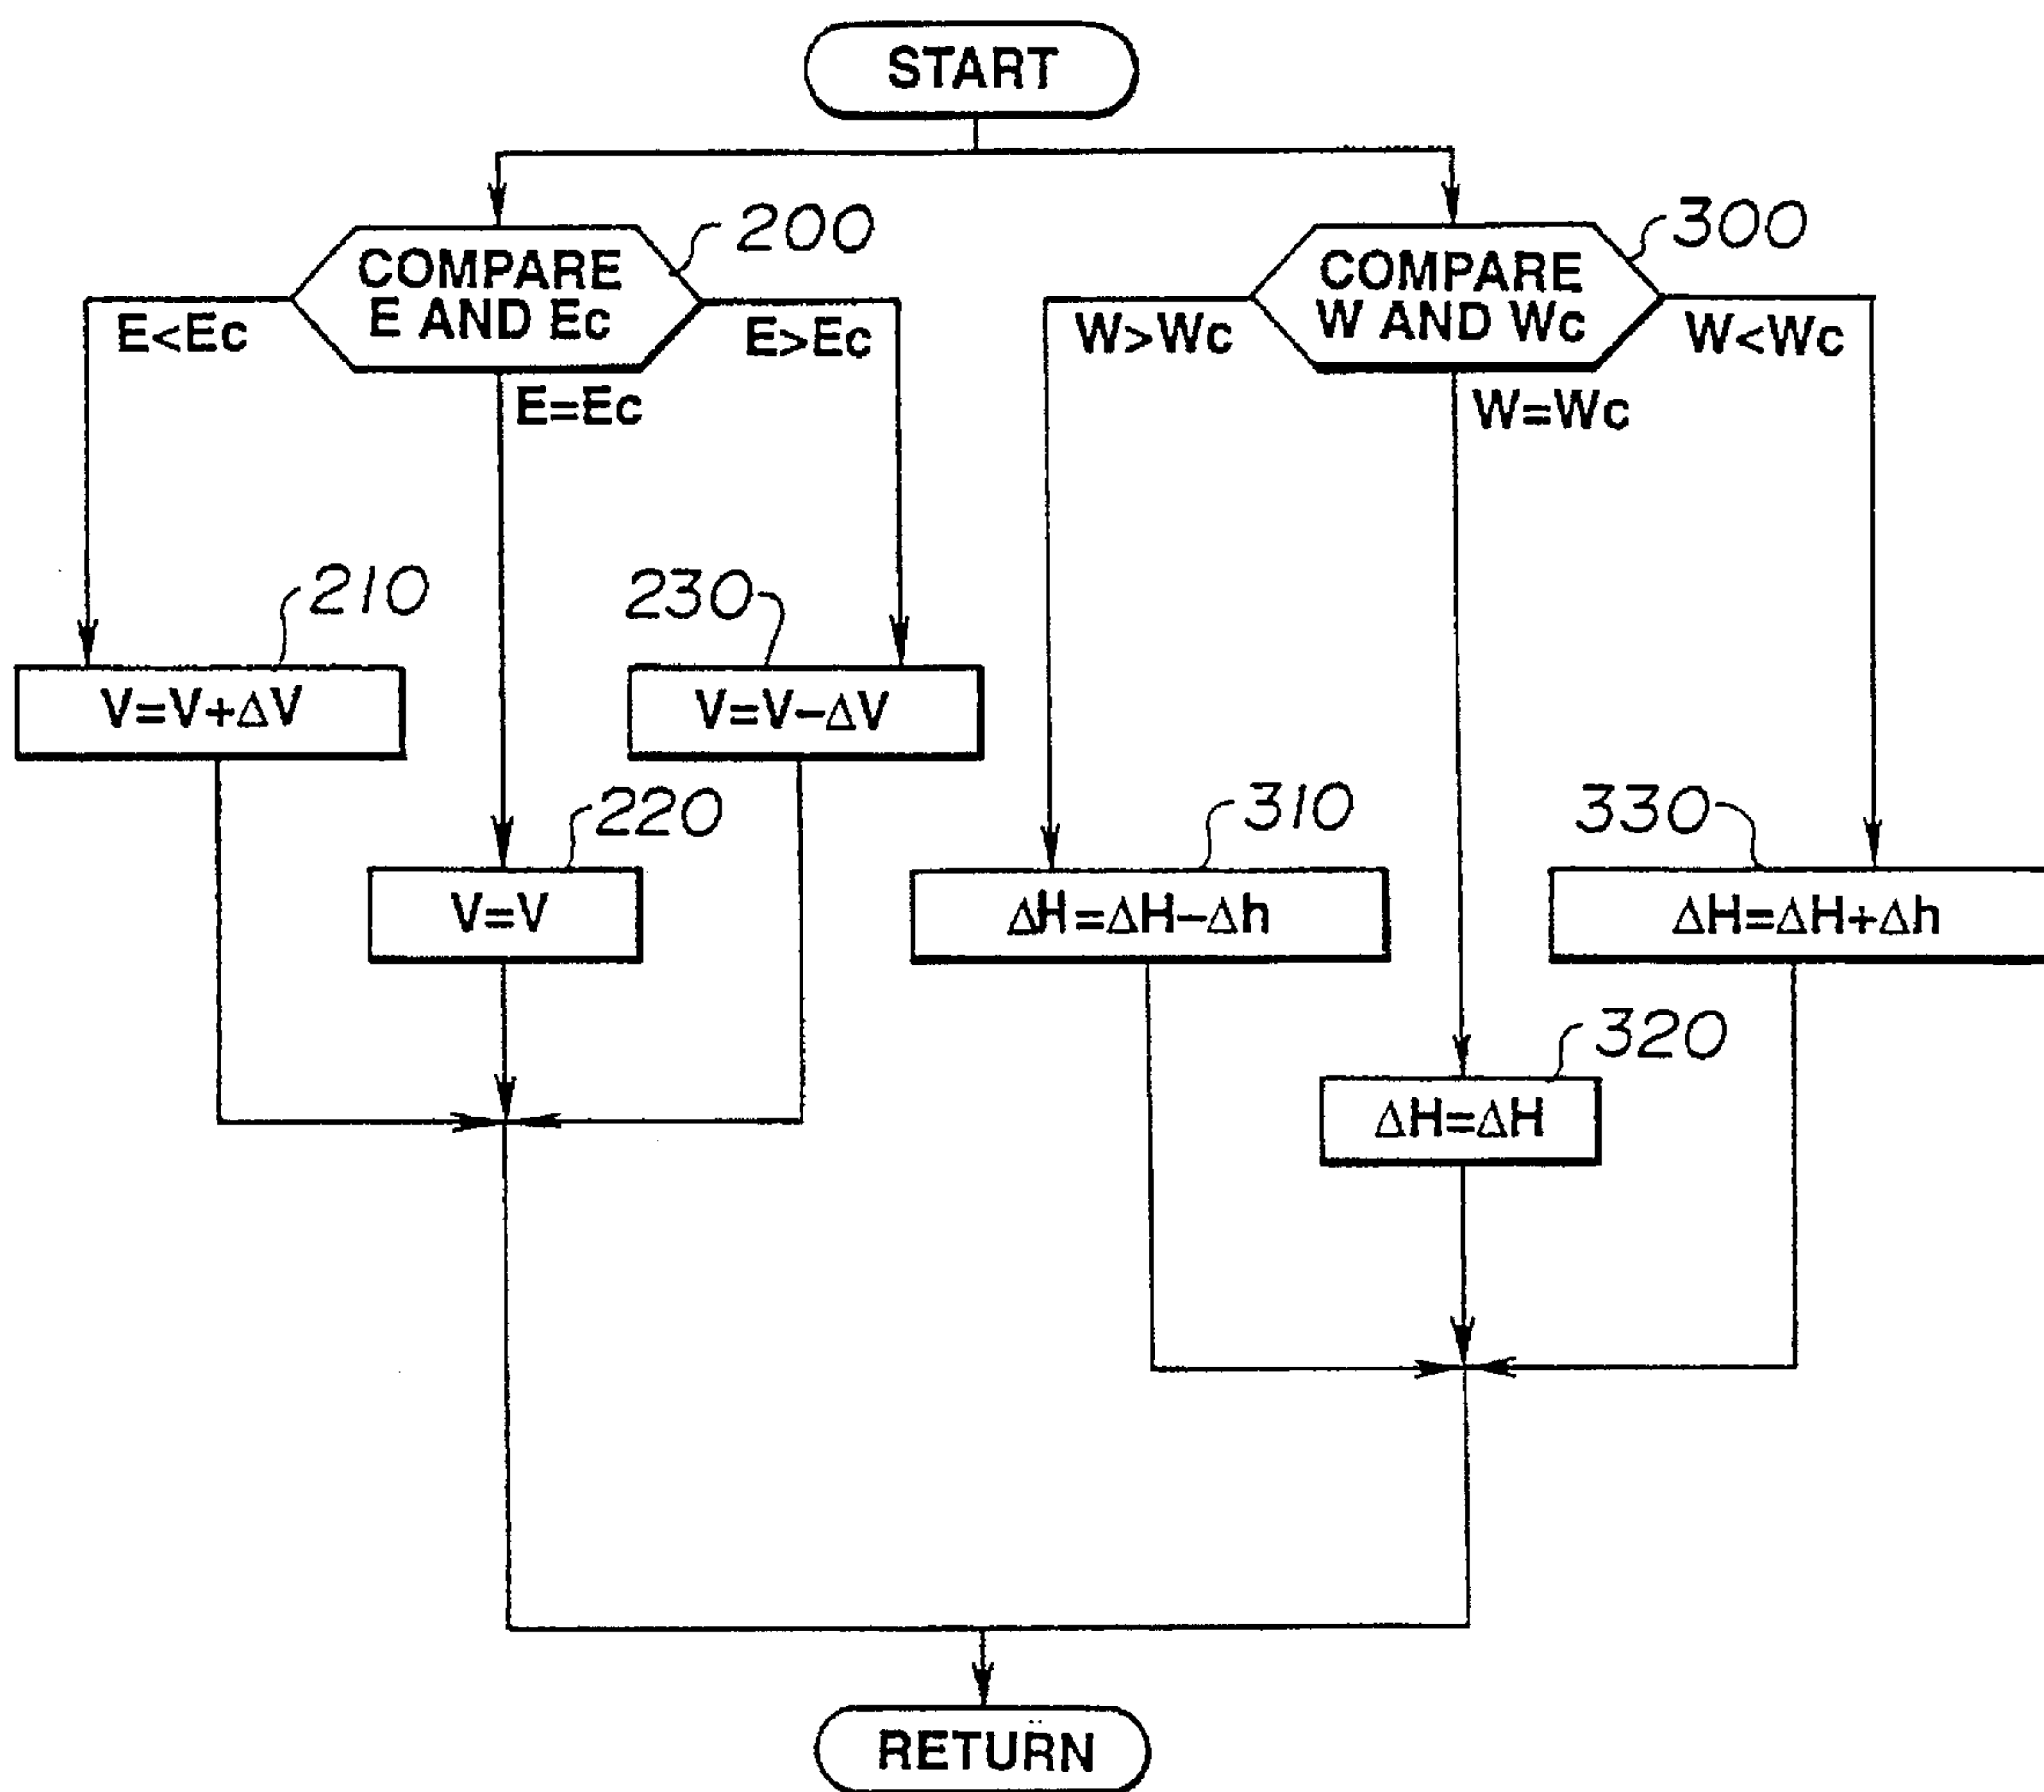 START
200
300
COMPARE
E AND Ec
COMPARE
W AND Wc
E<Ec
E>Ec
E=Ec
W>Wc
W<Wc
W=Wc
210
230
V=V+ΔV
V=V−ΔV
220
310
330
V=V
ΔH=ΔH−Δh
ΔH=ΔH+Δh
320
ΔH=ΔH
RETURN